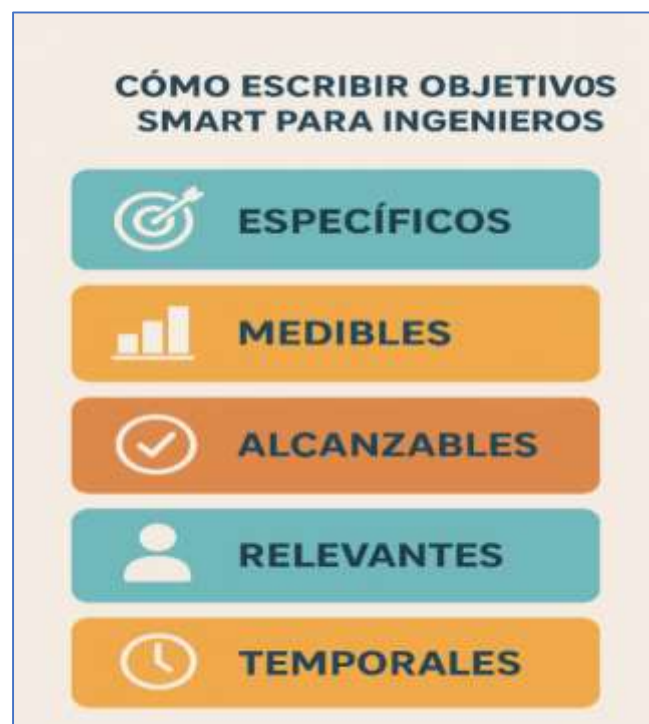 CÓMO ESCRIBIR OBJETIVOS
SMART PARA INGENIEROS
ESPECÍFICOS
MEDIBLES
ALCANZABLES
RELEVANTES
TEMPORALES